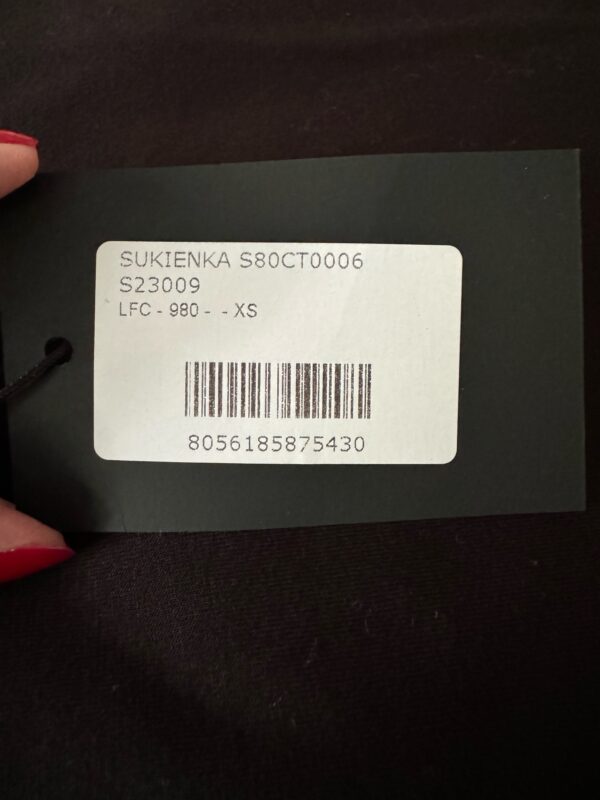 SUKIENKA S80CT0006
S23009
LFC - 980 - - XS
8056185875430